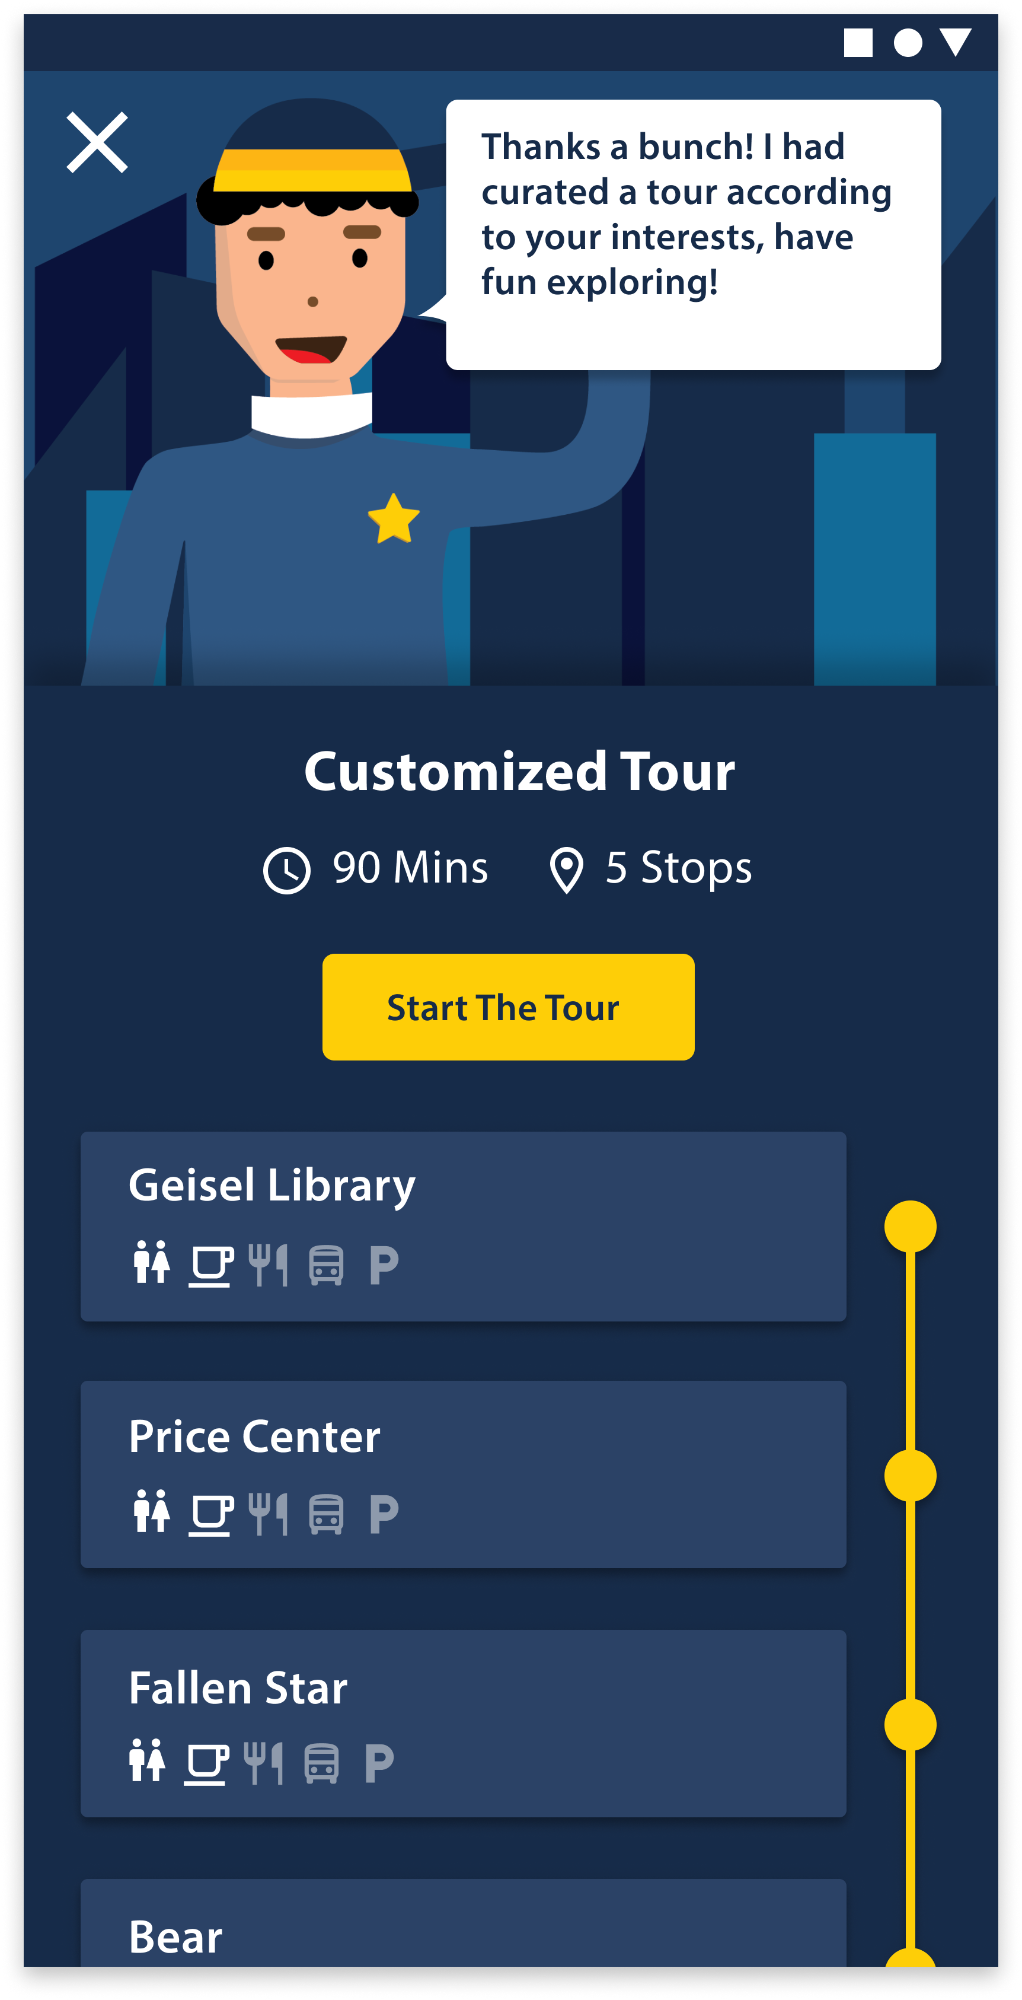 Thanks a bunch! I had
curated a tour according
to your interests, have
fun exploring!
Customized Tour
90 Mins
5 Stops
Start The Tour
Geisel Library
P
Price Center
P
Fallen Star
P
Bear